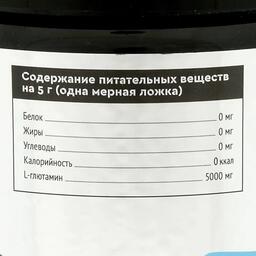 Содержание питательных веществ
на 5 г (одна мерная ложка)
Белок 0 мг
Жиры 0 мг
Углеводы 0 мг
Калорийность 0 ккал
L-глютамин 5000 мг